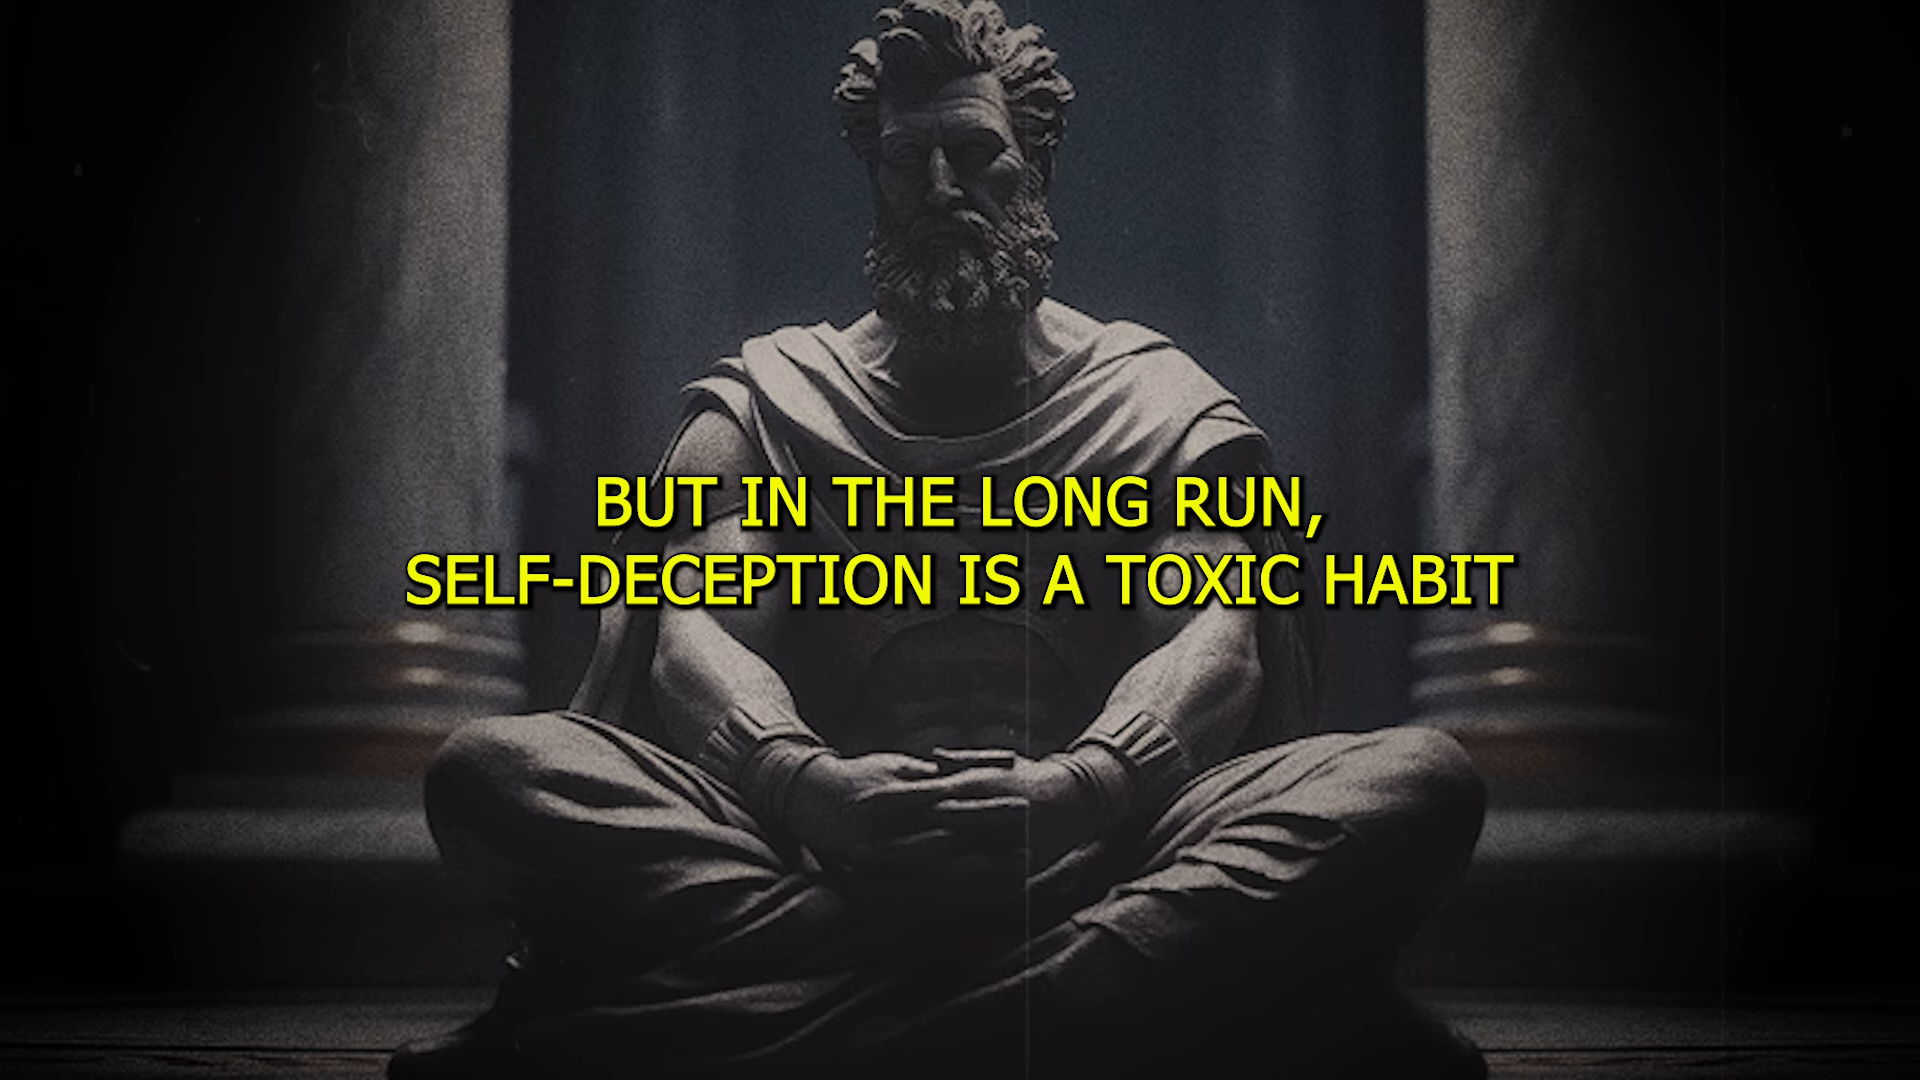 BUT IN THE LONG RUN,
SELF-DECEPTION IS A TOXIC HABIT